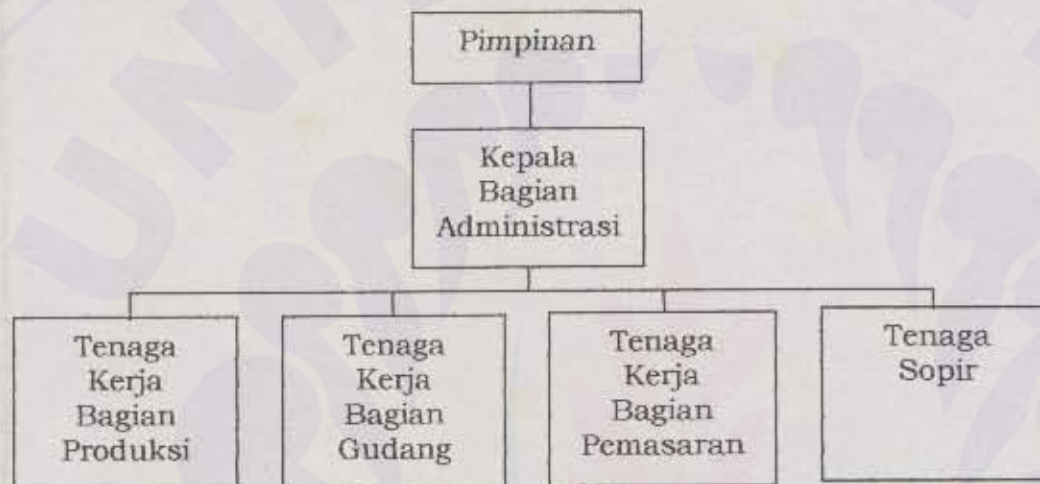 Pimpinan
Kepala
Bagian
Administrasi
Tenaga
Kerja
Bagian
Produksi
Tenaga
Kerja
Bagian
Gudang
Tenaga
Kerja
Bagian
Pemasaran
Tenaga
Sopir